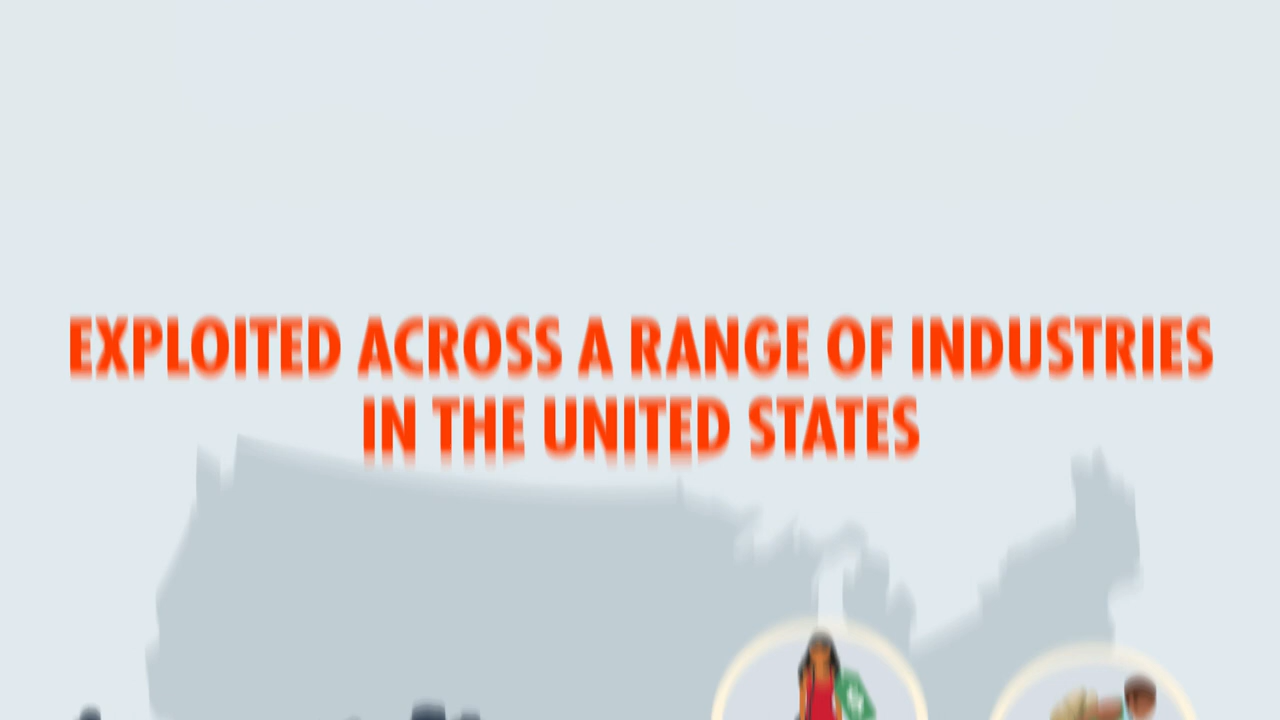 EXPLOITED ACROSS A RANGE OF INDUSTRIES
IN THE UNITED STATES